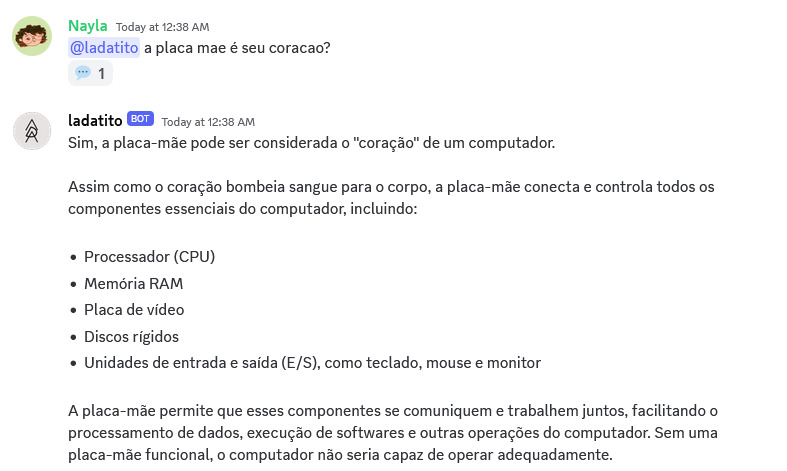 Nayla Today at 12:38 AM
@ladatito a placa mae é seu coracao?
1
ladatito BOT Today at 12:38 AM
Sim, a placa-mãe pode ser considerada o "coração" de um computador.
Assim como o coração bombeia sangue para o corpo, a placa-mãe conecta e controla todos os
componentes essenciais do computador, incluindo:
• Processador (CPU)
• Memória RAM
• Placa de vídeo
• Discos rígidos
• Unidades de entrada e saída (E/S), como teclado, mouse e monitor
A placa-mãe permite que esses componentes se comuniquem e trabalhem juntos, facilitando o
processamento de dados, execução de softwares e outras operações do computador. Sem uma
placa-mãe funcional, o computador não seria capaz de operar adequadamente.